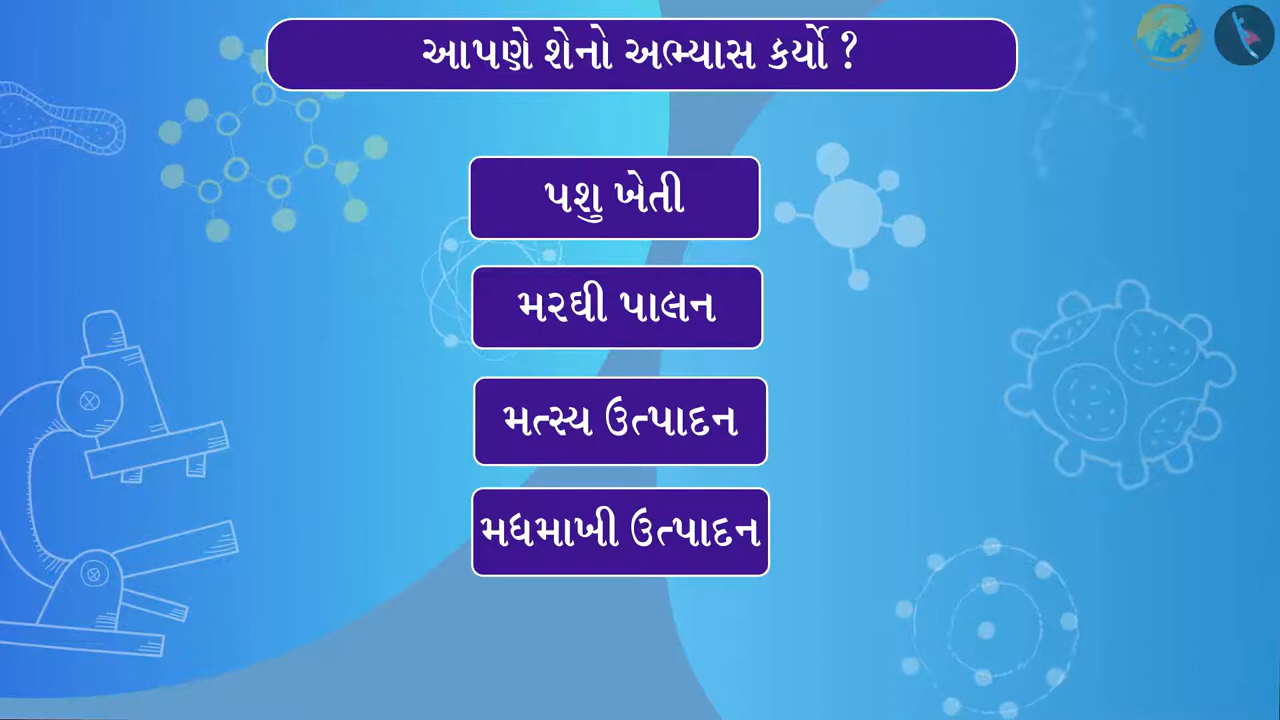 આપણે શેનો અભ્યાસ કર્યો ?
પશુ ખેતી
મરઘી પાલન
મત્સ્ય ઉત્પાદન
મધમાખી ઉત્પાદન